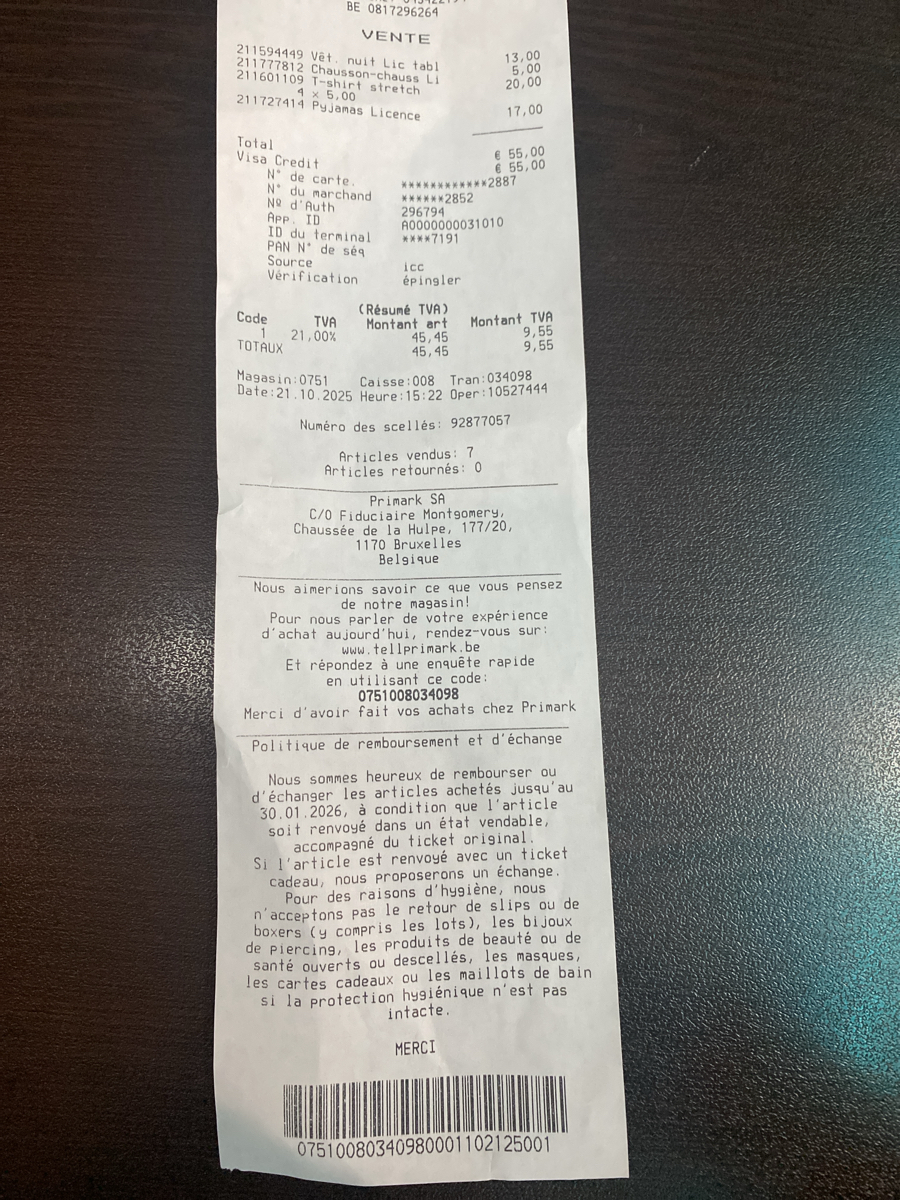 BE 0817296264
VENTE
211594449 Vêt. nuit Lic tabl 13,00
211777812 Chausson-chauss Li 5,00
211601109 T-shirt stretch 20,00
4 x 5,00
211727414 Pyjamas Licence 17,00
Total € 55,00
Visa Credit € 55,00
N° de carte. ************2887
N° du marchand ******2852
Nº d'Auth 296794
App. ID A0000000031010
ID du terminal ****7191
PAN N° de séq
Source icc
Vérification épingler
(Résumé TVA)
Code TVA Montant art Montant TVA
1 21,00% 45,45 9,55
TOTAUX 45,45 9,55
Magasin:0751 Caisse:008 Tran:034098
Date:21.10.2025 Heure:15:22 Oper:10527444
Numéro des scellés: 92877057
Articles vendus: 7
Articles retournés: 0
Primark SA
C/O Fiduciaire Montgomery,
Chaussée de la Hulpe, 177/20,
1170 Bruxelles
Belgique
Nous aimerions savoir ce que vous pensez
de notre magasin!
Pour nous parler de votre expérience
d'achat aujourd'hui, rendez-vous sur:
www.tellprimark.be
Et répondez à une enquête rapide
en utilisant ce code:
0751008034098
Merci d'avoir fait vos achats chez Primark
Politique de remboursement et d'échange
Nous sommes heureux de rembourser ou
d'échanger les articles achetés jusqu'au
30.01.2026, à condition que l'article
soit renvoyé dans un état vendable,
accompagné du ticket original.
Si l'article est renvoyé avec un ticket
cadeau, nous proposerons un échange.
Pour des raisons d'hygiène, nous
n'acceptons pas le retour de slips ou de
boxers (y compris les lots), les bijoux
de piercing, les produits de beauté ou de
santé ouverts ou descellés, les masques,
les cartes cadeaux ou les maillots de bain
si la protection hygiénique n'est pas
intacte.
MERCI
07510080340980001102125001